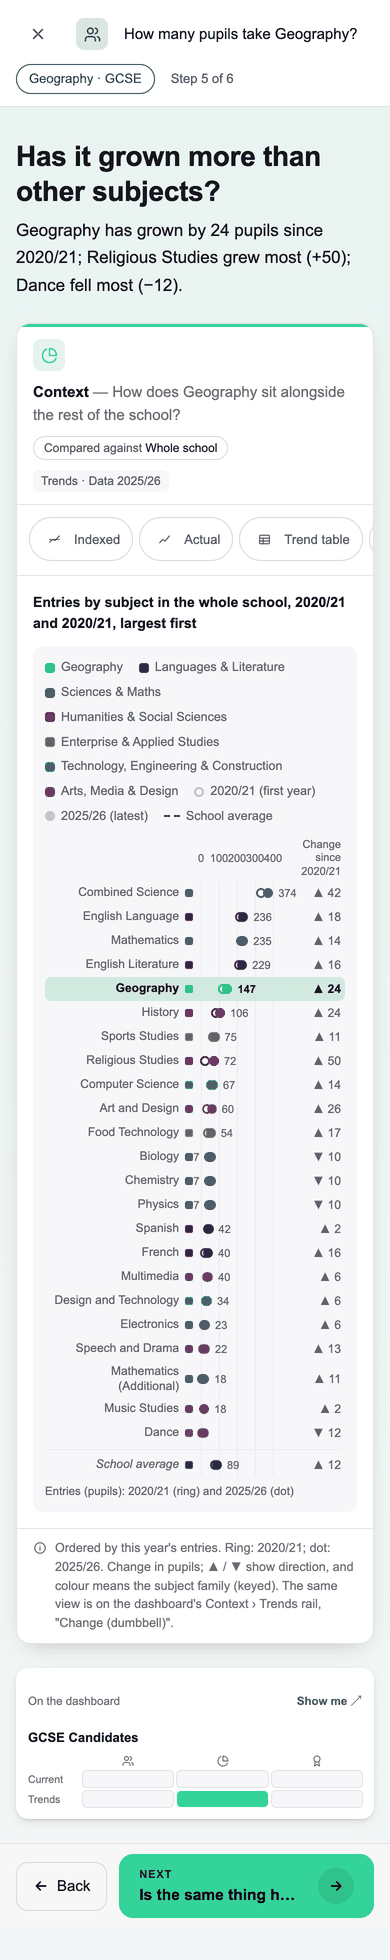 How many pupils take Geography?
Geography · GCSE
Step 5 of 6
Has it grown more than
other subjects?
Geography has grown by 24 pupils since
2020/21; Religious Studies grew most (+50);
Dance fell most (−12).
Context — How does Geography sit alongside
the rest of the school?
Compared against Whole school
Trends · Data 2025/26
Indexed
Actual
Trend table
Entries by subject in the whole school, 2020/21
and 2020/21, largest first
Geography
Languages & Literature
Sciences & Maths
Humanities & Social Sciences
Enterprise & Applied Studies
Technology, Engineering & Construction
Arts, Media & Design
2020/21 (first year)
2025/26 (latest)
School average
0 100200300400
Change
since
2020/21
Combined Science 374 ▲ 42
English Language 236 ▲ 18
Mathematics 235 ▲ 14
English Literature 229 ▲ 16
Geography 147 ▲ 24
History 106 ▲ 24
Sports Studies 75 ▲ 11
Religious Studies 72 ▲ 50
Computer Science 67 ▲ 14
Art and Design 60 ▲ 26
Food Technology 54 ▲ 17
Biology 7 ▼ 10
Chemistry 7 ▼ 10
Physics 7 ▼ 10
Spanish 42 ▲ 2
French 40 ▲ 16
Multimedia 40 ▲ 6
Design and Technology 34 ▲ 6
Electronics 23 ▲ 6
Speech and Drama 22 ▲ 13
Mathematics
(Additional) 18 ▲ 11
Music Studies 18 ▲ 2
Dance ▼ 12
School average 89 ▲ 12
Entries (pupils): 2020/21 (ring) and 2025/26 (dot)
Ordered by this year's entries. Ring: 2020/21; dot:
2025/26. Change in pupils; ▲ / ▼ show direction, and
colour means the subject family (keyed). The same
view is on the dashboard's Context › Trends rail,
"Change (dumbbell)".
On the dashboard
Show me ↗
GCSE Candidates
Current
Trends
Back
NEXT
Is the same thing h...